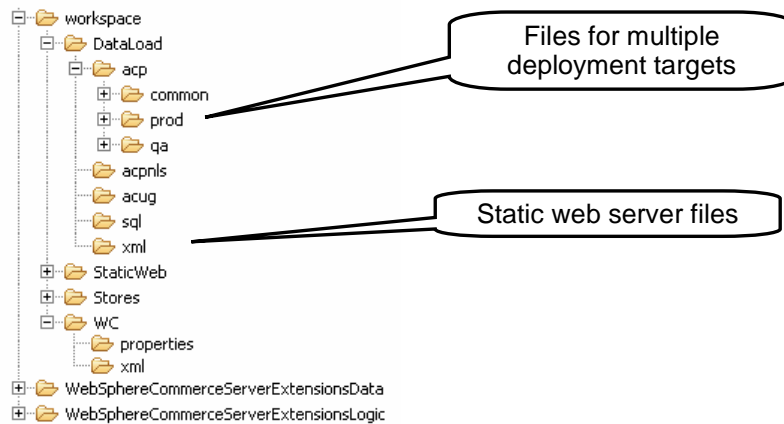 workspace
DataLoad
acp
common
prod
qa
acpnls
acug
sql
xml
StaticWeb
Stores
WC
properties
xml
WebSphereCommerceServerExtensionsData
WebSphereCommerceServerExtensionsLogic
Files for multiple
deployment targets
Static web server files